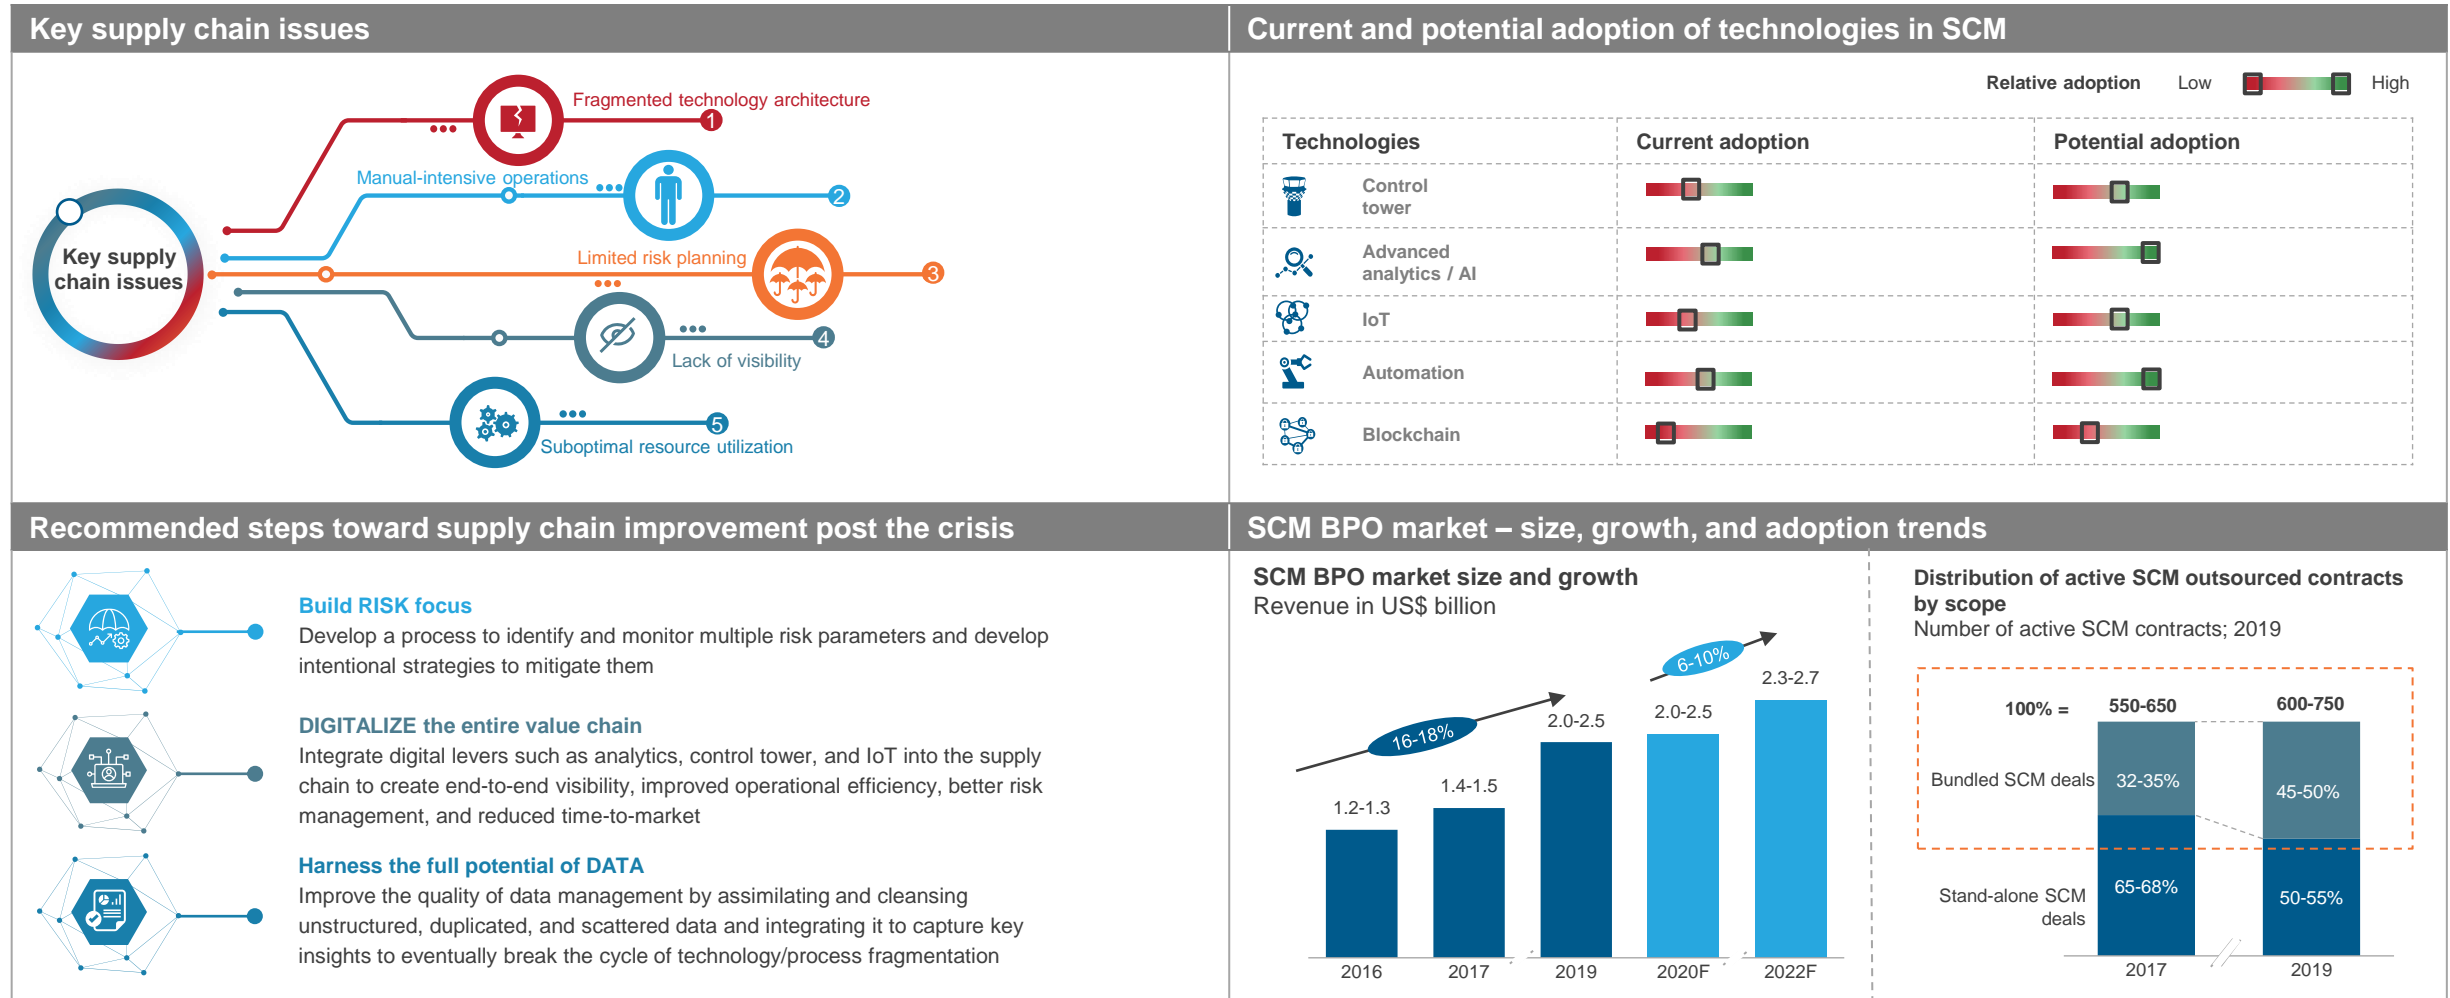 Key supply chain issues
Fragmented technology architecture
1
Manual-intensive operations
2
Key supply
chain issues
Limited risk planning
3
4
Lack of visibility
5
Suboptimal resource utilization
Current and potential adoption of technologies in SCM
Relative adoption Low High
Technologies Current adoption Potential adoption
Control
tower
Advanced
analytics / AI
IoT
Automation
Blockchain
Recommended steps toward supply chain improvement post the crisis
Build RISK focus
Develop a process to identify and monitor multiple risk parameters and develop
intentional strategies to mitigate them
DIGITALIZE the entire value chain
Integrate digital levers such as analytics, control tower, and IoT into the supply
chain to create end-to-end visibility, improved operational efficiency, better risk
management, and reduced time-to-market
Harness the full potential of DATA
Improve the quality of data management by assimilating and cleansing
unstructured, duplicated, and scattered data and integrating it to capture key
insights to eventually break the cycle of technology/process fragmentation
SCM BPO market – size, growth, and adoption trends
SCM BPO market size and growth
Revenue in US$ billion
6-10%
2.3-2.7
16-18%
2.0-2.5
2.0-2.5
1.4-1.5
1.2-1.3
2016 2017 2019 2020F 2022F
Distribution of active SCM outsourced contracts
by scope
Number of active SCM contracts; 2019
100% = 550-650 600-750
Bundled SCM deals 32-35% 45-50%
65-68% 50-55%
Stand-alone SCM
deals
2017 2019